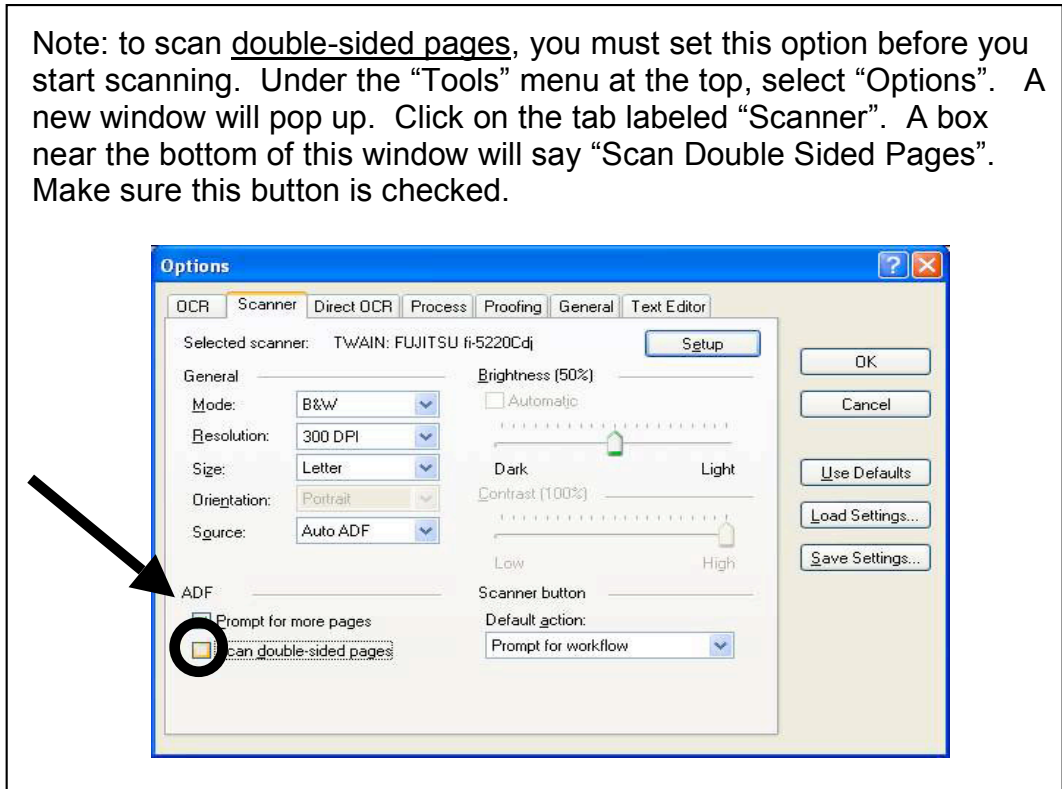 Note: to scan double-sided pages, you must set this option before you
start scanning. Under the “Tools” menu at the top, select “Options”. A
new window will pop up. Click on the tab labeled “Scanner”. A box
near the bottom of this window will say “Scan Double Sided Pages”.
Make sure this button is checked.
Options
OCR Scanner Direct OCR Process Proofing General Text Editor
Selected scanner: TWAIN: FUJITSU fi-5220Cdj Setup
General
Mode: B&W
Resolution: 300 DPI
Size: Letter
Orientation: Portrait
Source: Auto ADF
Brightness (50%)
Automatic
Dark Light
Contrast (100%)
Low High
ADF
Prompt for more pages
can double-sided pages
Scanner button
Default action:
Prompt for workflow
OK
Cancel
Use Defaults
Load Settings...
Save Settings...